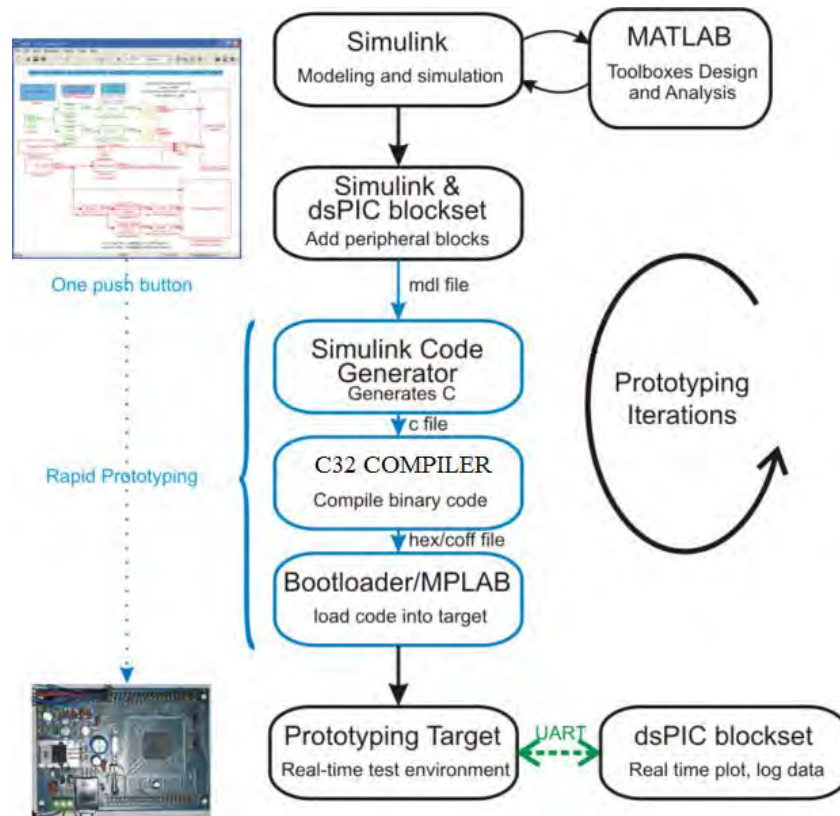 Simulink
Modeling and simulation
MATLAB
Toolboxes Design
and Analysis
Simulink &
dsPIC blockset
Add peripheral blocks
One push button
mdl file
Simulink Code
Generator
Generates C
Prototyping
Iterations
c file
Rapid Prototyping
C32 COMPILER
Compile binary code
hex/coff file
Bootloader/MPLAB
load code into target
Prototyping Target
Real-time test environment
UART
dsPIC blockset
Real time plot, log data